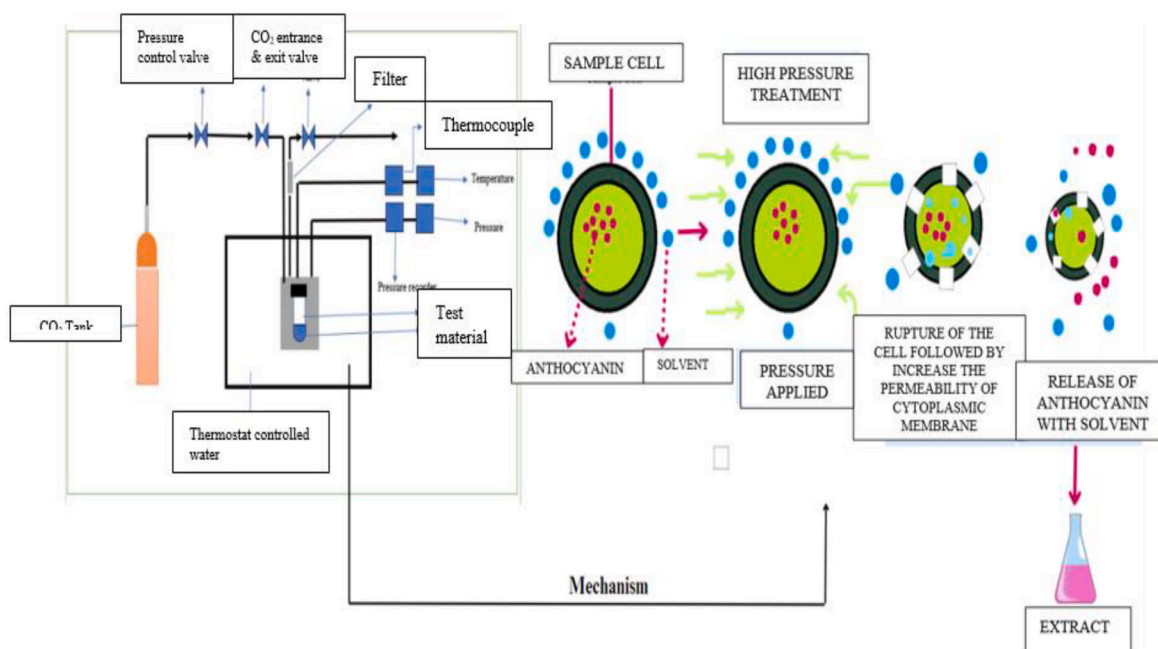 Pressure
control valve
CO₂ entrance
& exit valve
Filter
Thermocouple
Temperature
Pressure
Pressure recorder
CO₂ Tank
Test
material
Thermostat controlled
water
SAMPLE CELL
HIGH PRESSURE
TREATMENT
ANTHOCYANIN
SOLVENT
PRESSURE
APPLIED
RUPTURE OF THE
CELL FOLLOWED BY
INCREASE THE
PERMEABILITY OF
CYTOPLASMIC
MEMBRANE
RELEASE OF
ANTHOCYANIN
WITH SOLVENT
Mechanism
EXTRACT